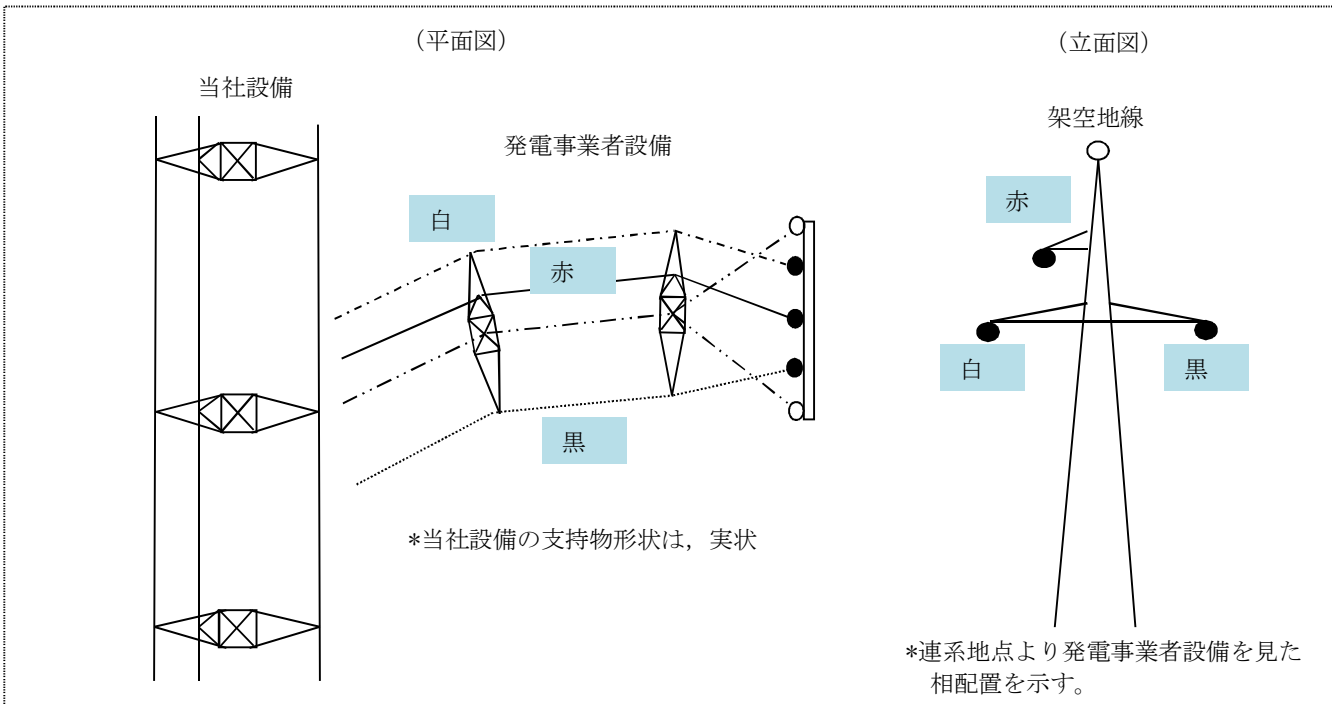 （平面図）
（立面図）
当社設備
発電事業者設備
架空地線
白
赤
黒
赤
白
黒
*当社設備の支持物形状は，実状
*連系地点より発電事業者設備を見た
相配置を示す。